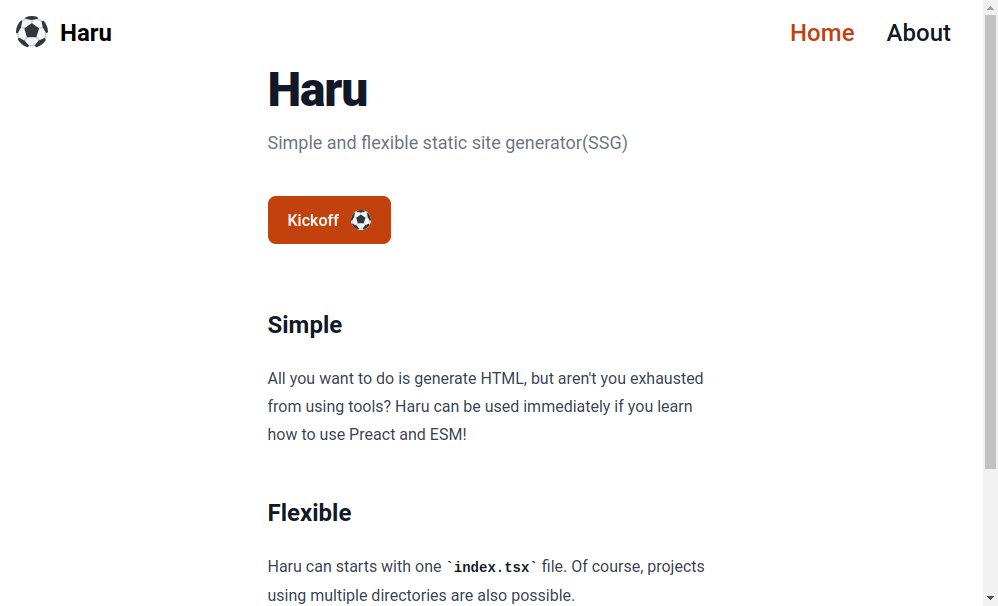 Haru
Home About
Haru
Simple and flexible static site generator(SSG)
Kickoff
Simple
All you want to do is generate HTML, but aren't you exhausted
from using tools? Haru can be used immediately if you learn
how to use Preact and ESM!
Flexible
Haru can starts with one `index.tsx` file. Of course, projects
using multiple directories are also possible.